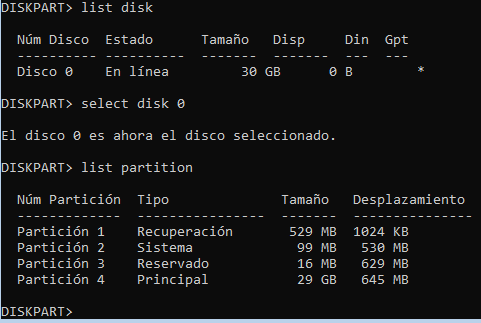 DISKPART> list disk
Núm Disco  Estado      Tamaño   Disp     Din  Gpt
---------- ----------  -------  -------  ---  ---
Disco 0    En línea        30 GB      0 B        *
DISKPART> select disk 0
El disco 0 es ahora el disco seleccionado.
DISKPART> list partition
Núm Partición  Tipo              Tamaño   Desplazamiento
-------------  ----------------  -------  ---------------
Partición 1    Recuperación       529 MB  1024 KB
Partición 2    Sistema             99 MB   530 MB
Partición 3    Reservado           16 MB   629 MB
Partición 4    Principal           29 GB   645 MB
DISKPART>